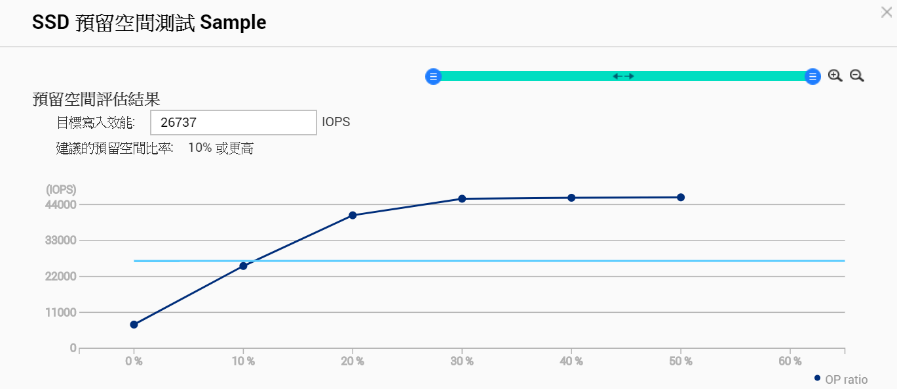 SSD 預留空間測試 Sample
預留空間評估結果
目標寫入效能: 26737 IOPS
建議的預留空間比率: 10% 或更高
(IOPS)
44000
33000
22000
11000
0
0 % 10 % 20 % 30 % 40 % 50 % 60 %
OP ratio